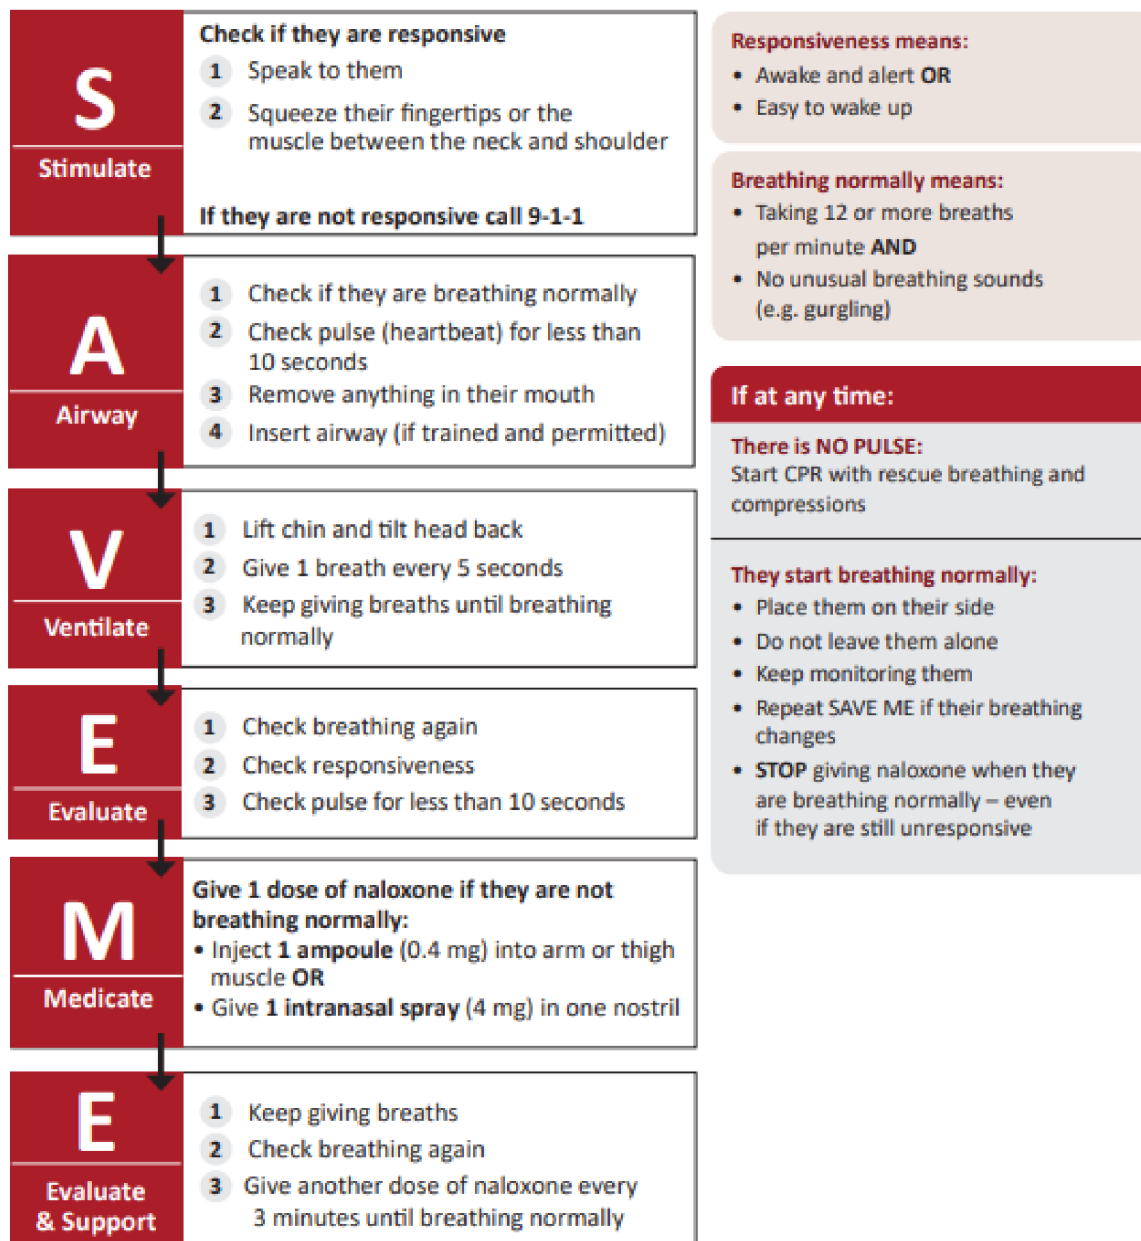 S
Stimulate
Check if they are responsive
1 Speak to them
2 Squeeze their fingertips or the
muscle between the neck and shoulder
If they are not responsive call 9-1-1
A
Airway
1 Check if they are breathing normally
2 Check pulse (heartbeat) for less than
10 seconds
3 Remove anything in their mouth
4 Insert airway (if trained and permitted)
V
Ventilate
1 Lift chin and tilt head back
2 Give 1 breath every 5 seconds
3 Keep giving breaths until breathing
normally
E
Evaluate
1 Check breathing again
2 Check responsiveness
3 Check pulse for less than 10 seconds
M
Medicate
Give 1 dose of naloxone if they are not
breathing normally:
• Inject 1 ampoule (0.4 mg) into arm or thigh
muscle OR
• Give 1 intranasal spray (4 mg) in one nostril
E
Evaluate
& Support
1 Keep giving breaths
2 Check breathing again
3 Give another dose of naloxone every
3 minutes until breathing normally
Responsiveness means:
• Awake and alert OR
• Easy to wake up
Breathing normally means:
• Taking 12 or more breaths
per minute AND
• No unusual breathing sounds
(e.g. gurgling)
If at any time:
There is NO PULSE:
Start CPR with rescue breathing and
compressions
They start breathing normally:
• Place them on their side
• Do not leave them alone
• Keep monitoring them
• Repeat SAVE ME if their breathing
changes
• STOP giving naloxone when they
are breathing normally – even
if they are still unresponsive